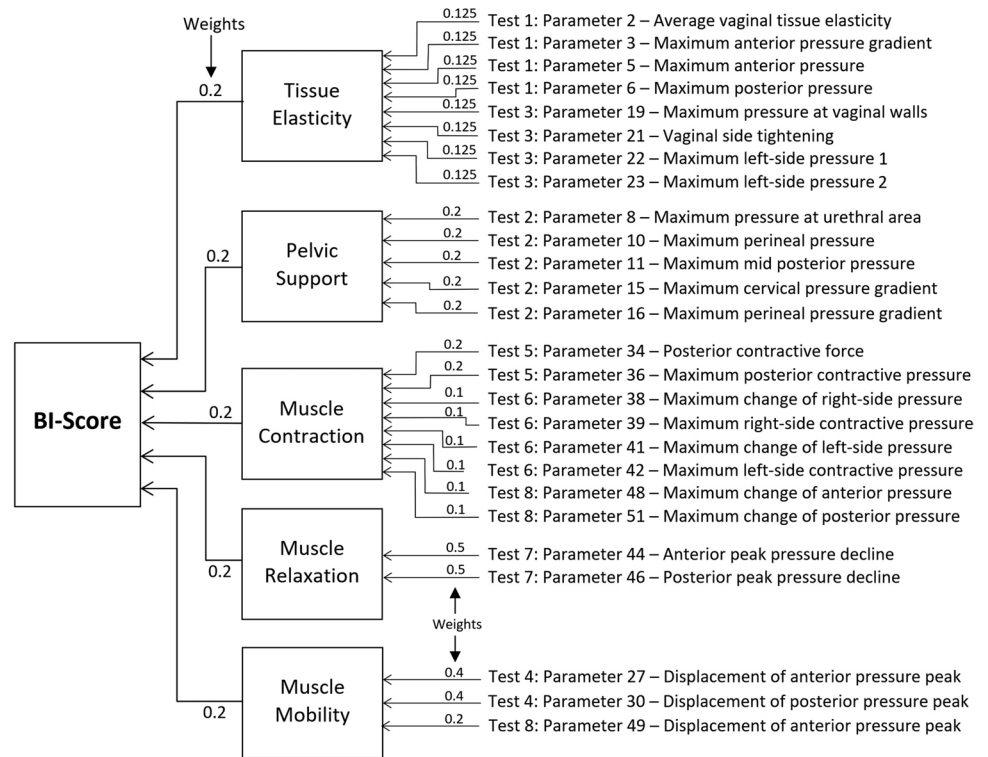 Weights
0.2
Tissue
Elasticity
0.125
Test 1: Parameter 2 – Average vaginal tissue elasticity
0.125
Test 1: Parameter 3 – Maximum anterior pressure gradient
0.125
Test 1: Parameter 5 – Maximum anterior pressure
0.125
Test 1: Parameter 6 – Maximum posterior pressure
0.125
Test 3: Parameter 19 – Maximum pressure at vaginal walls
0.125
Test 3: Parameter 21 – Vaginal side tightening
0.125
Test 3: Parameter 22 – Maximum left-side pressure 1
0.125
Test 3: Parameter 23 – Maximum left-side pressure 2
0.2
Pelvic
Support
0.2
Test 2: Parameter 8 – Maximum pressure at urethral area
0.2
Test 2: Parameter 10 – Maximum perineal pressure
0.2
Test 2: Parameter 11 – Maximum mid posterior pressure
0.2
Test 2: Parameter 15 – Maximum cervical pressure gradient
0.2
Test 2: Parameter 16 – Maximum perineal pressure gradient
BI-Score
0.2
Muscle
Contraction
0.2
Test 5: Parameter 34 – Posterior contractive force
0.2
Test 5: Parameter 36 – Maximum posterior contractive pressure
0.1
Test 6: Parameter 38 – Maximum change of right-side pressure
0.1
Test 6: Parameter 39 – Maximum right-side contractive pressure
0.1
Test 6: Parameter 41 – Maximum change of left-side pressure
0.1
Test 6: Parameter 42 – Maximum left-side contractive pressure
0.1
Test 8: Parameter 48 – Maximum change of anterior pressure
0.1
Test 8: Parameter 51 – Maximum change of posterior pressure
0.2
Muscle
Relaxation
0.5
Test 7: Parameter 44 – Anterior peak pressure decline
0.5
Test 7: Parameter 46 – Posterior peak pressure decline
Weights
0.2
Muscle
Mobility
0.4
Test 4: Parameter 27 – Displacement of anterior pressure peak
0.4
Test 4: Parameter 30 – Displacement of posterior pressure peak
0.2
Test 8: Parameter 49 – Displacement of anterior pressure peak